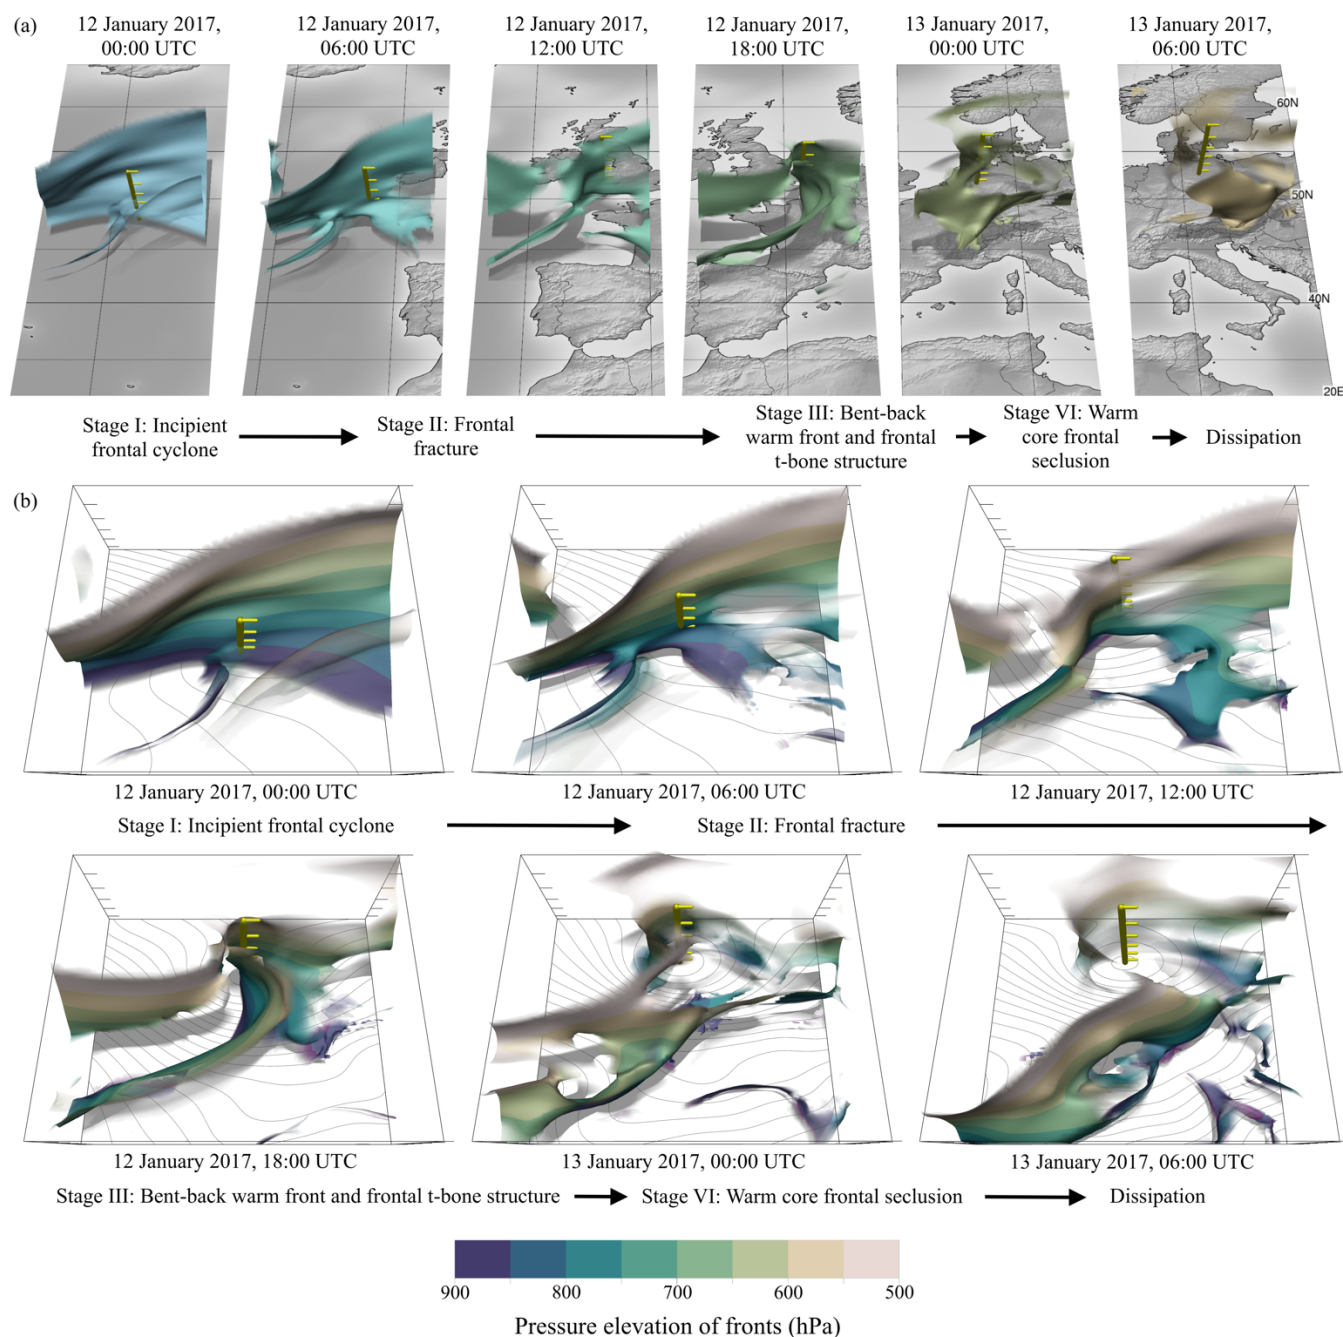 (a)
12 January 2017,
00:00 UTC
12 January 2017,
06:00 UTC
12 January 2017,
12:00 UTC
12 January 2017,
18:00 UTC
13 January 2017,
00:00 UTC
13 January 2017,
06:00 UTC
60N
50N
40N
20E
Stage I: Incipient
frontal cyclone
Stage II: Frontal
fracture
Stage III: Bent-back
warm front and frontal
t-bone structure
Stage VI: Warm
core frontal
seclusion
Dissipation
(b)
12 January 2017, 00:00 UTC
12 January 2017, 06:00 UTC
12 January 2017, 12:00 UTC
Stage I: Incipient frontal cyclone
Stage II: Frontal fracture
12 January 2017, 18:00 UTC
13 January 2017, 00:00 UTC
13 January 2017, 06:00 UTC
Stage III: Bent-back warm front and frontal t-bone structure
Stage VI: Warm core frontal seclusion
Dissipation
900 800 700 600 500
Pressure elevation of fronts (hPa)